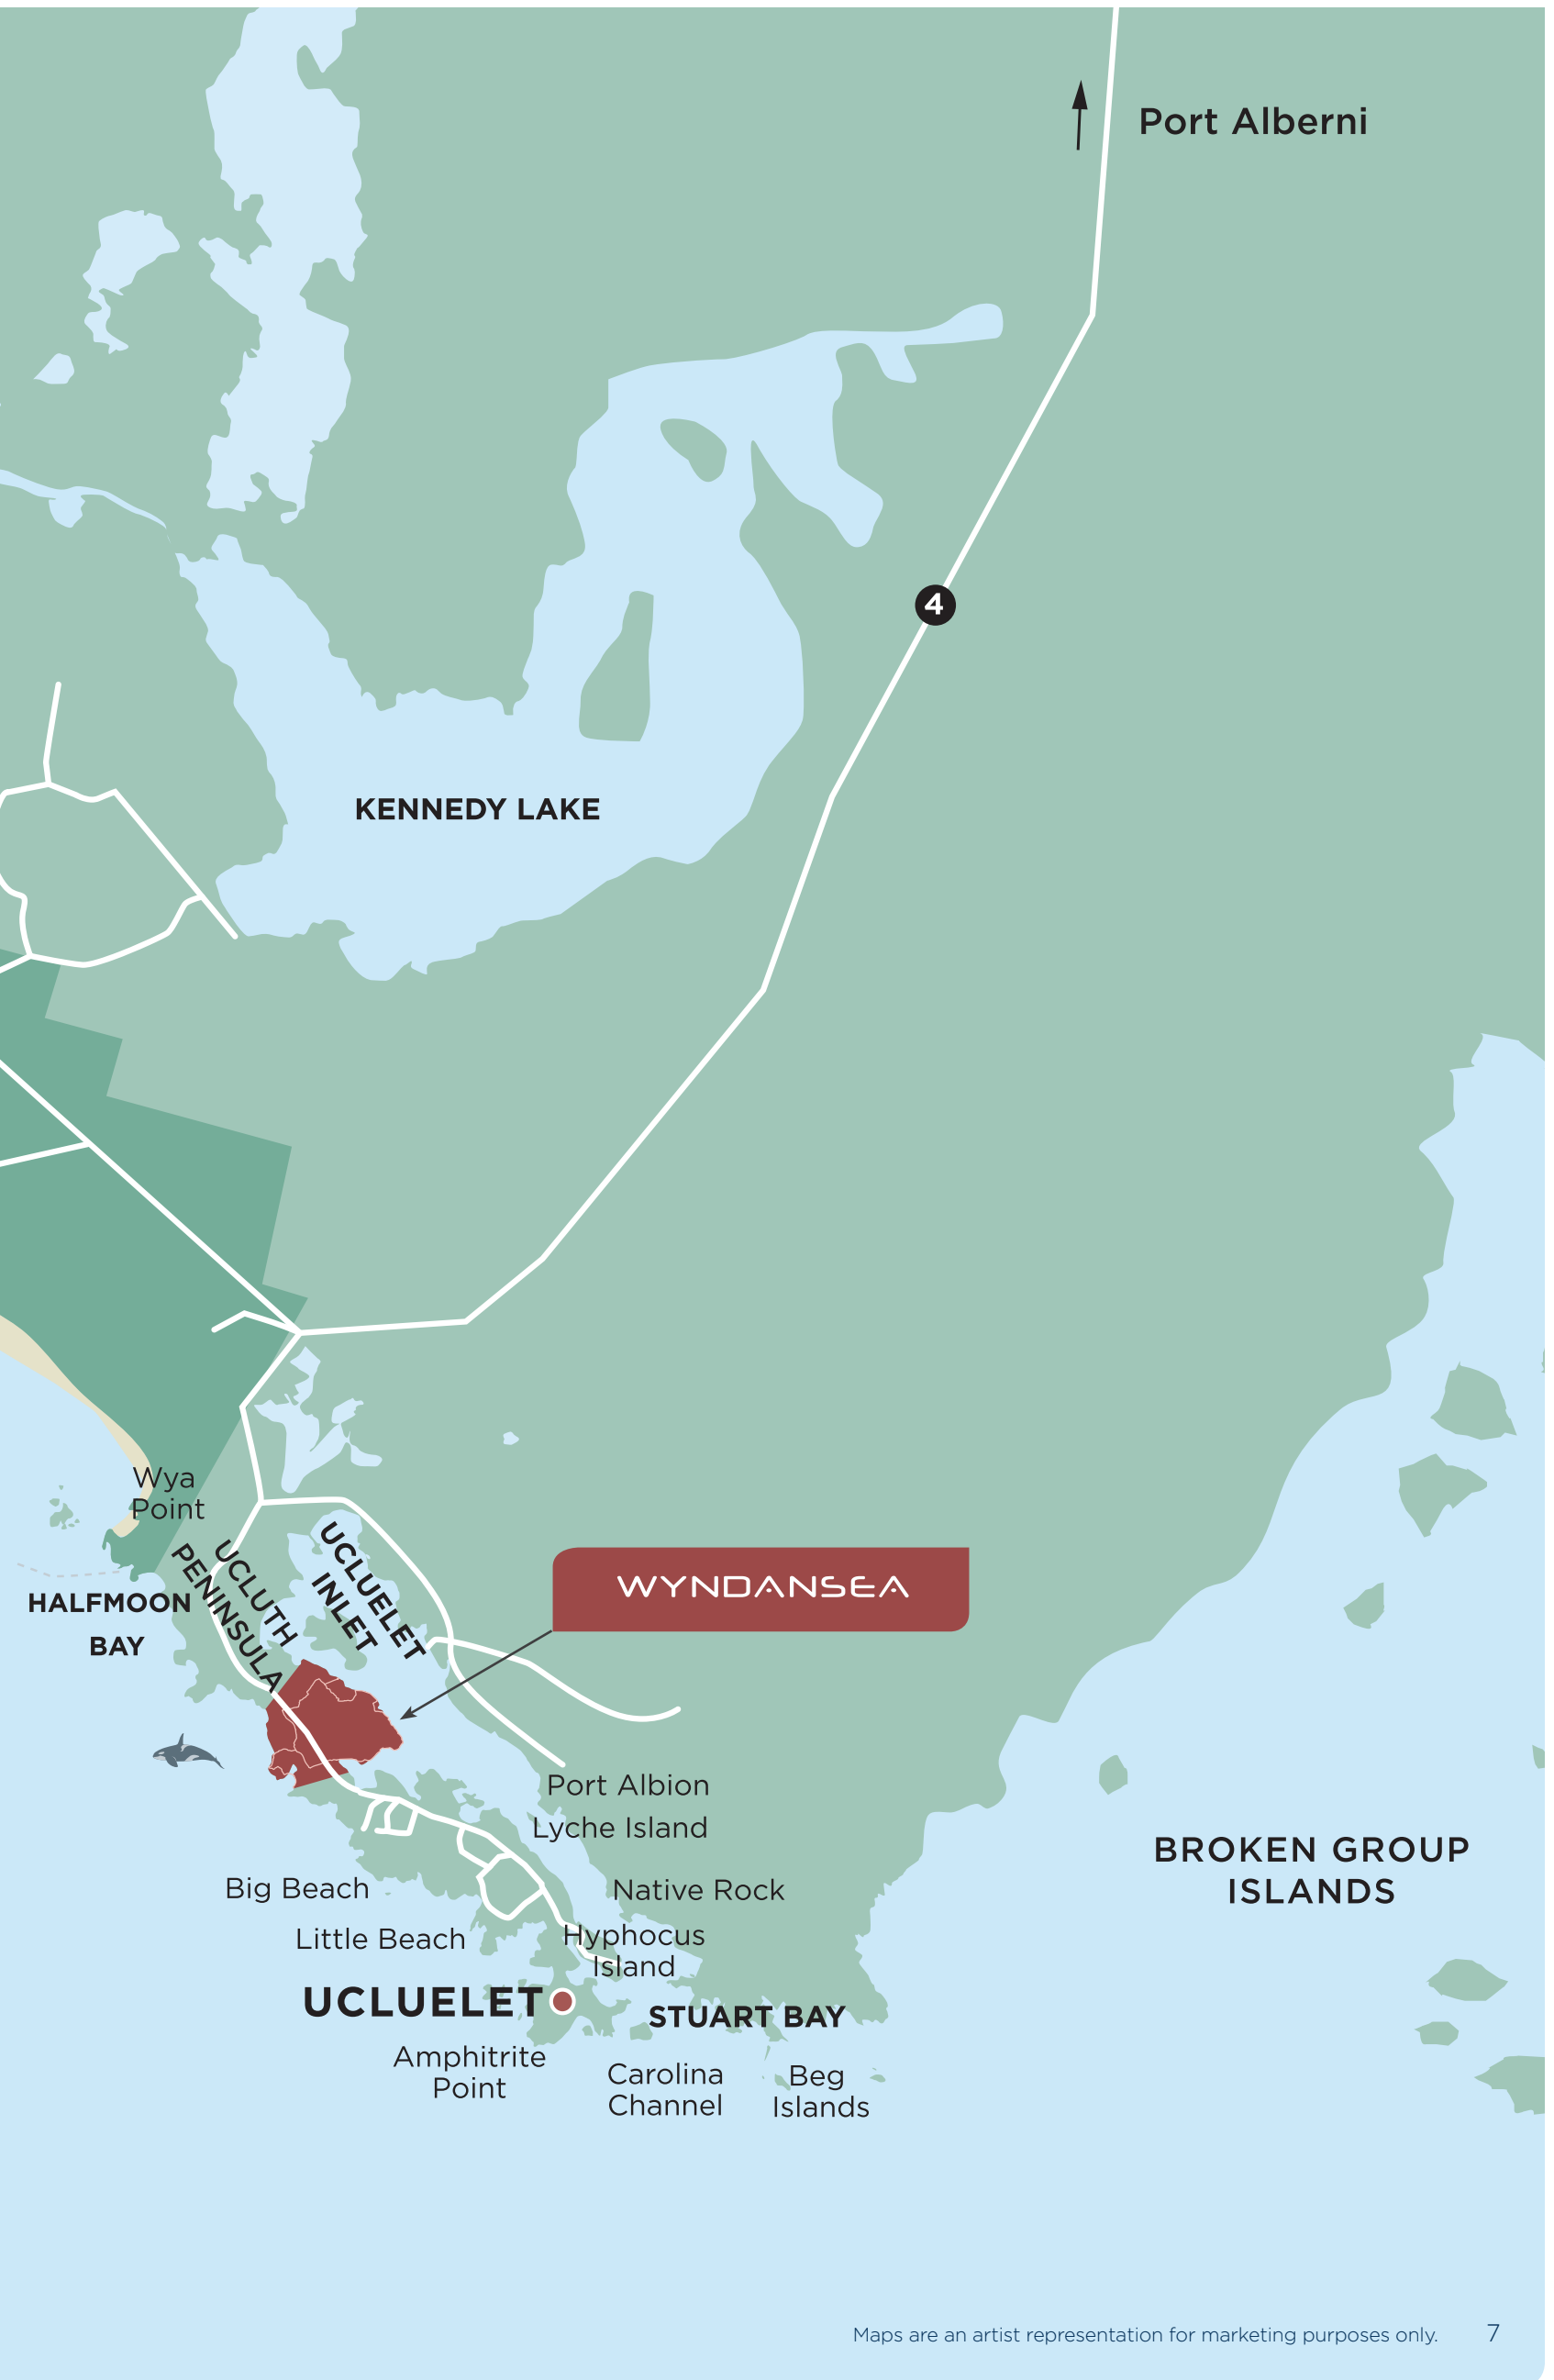 Port Alberni
4
KENNEDY LAKE
Wya
Point
UCLUTH
PENINSULA
UCLUELET
INLET
HALFMOON
BAY
WYNDANSEA
Port Albion
Lyche Island
BROKEN GROUP
ISLANDS
Big Beach
Native Rock
Little Beach
Hyphocus
Island
UCLUELET
STUART BAY
Amphitrite
Point
Carolina
Channel
Beg
Islands
Maps are an artist representation for marketing purposes only.
7